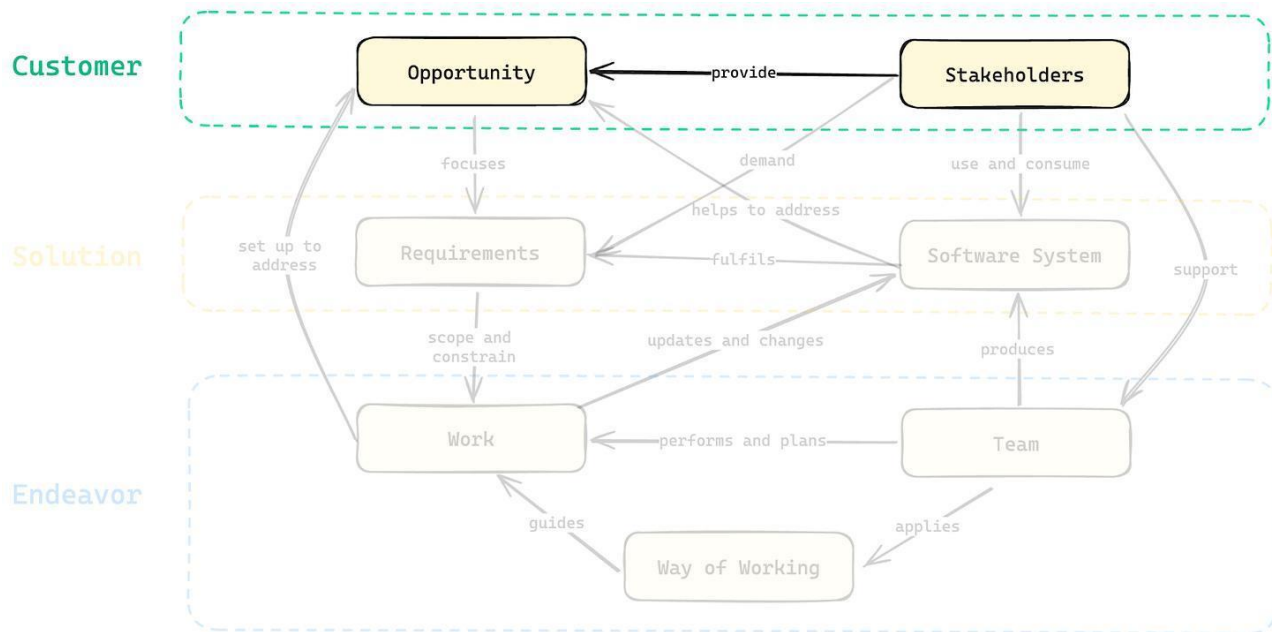 Customer
Opportunity
provide
Stakeholders
focuses
demand
use and consume
helps to address
Solution
set up to
address
Requirements
fulfils
Software System
support
scope and
constrain
updates and changes
produces
Endeavor
Work
performs and plans
Team
guides
applies
Way of Working